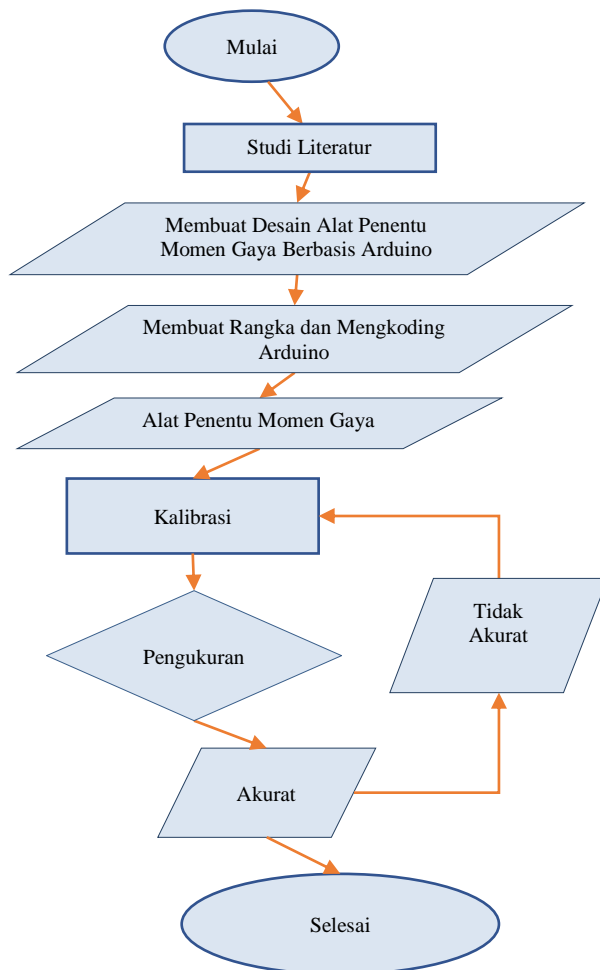 Mulai
Studi Literatur
Membuat Desain Alat Penentu
Momen Gaya Berbasis Arduino
Membuat Rangka dan Mengkoding
Arduino
Alat Penentu Momen Gaya
Kalibrasi
Tidak
Akurat
Pengukuran
Akurat
Selesai